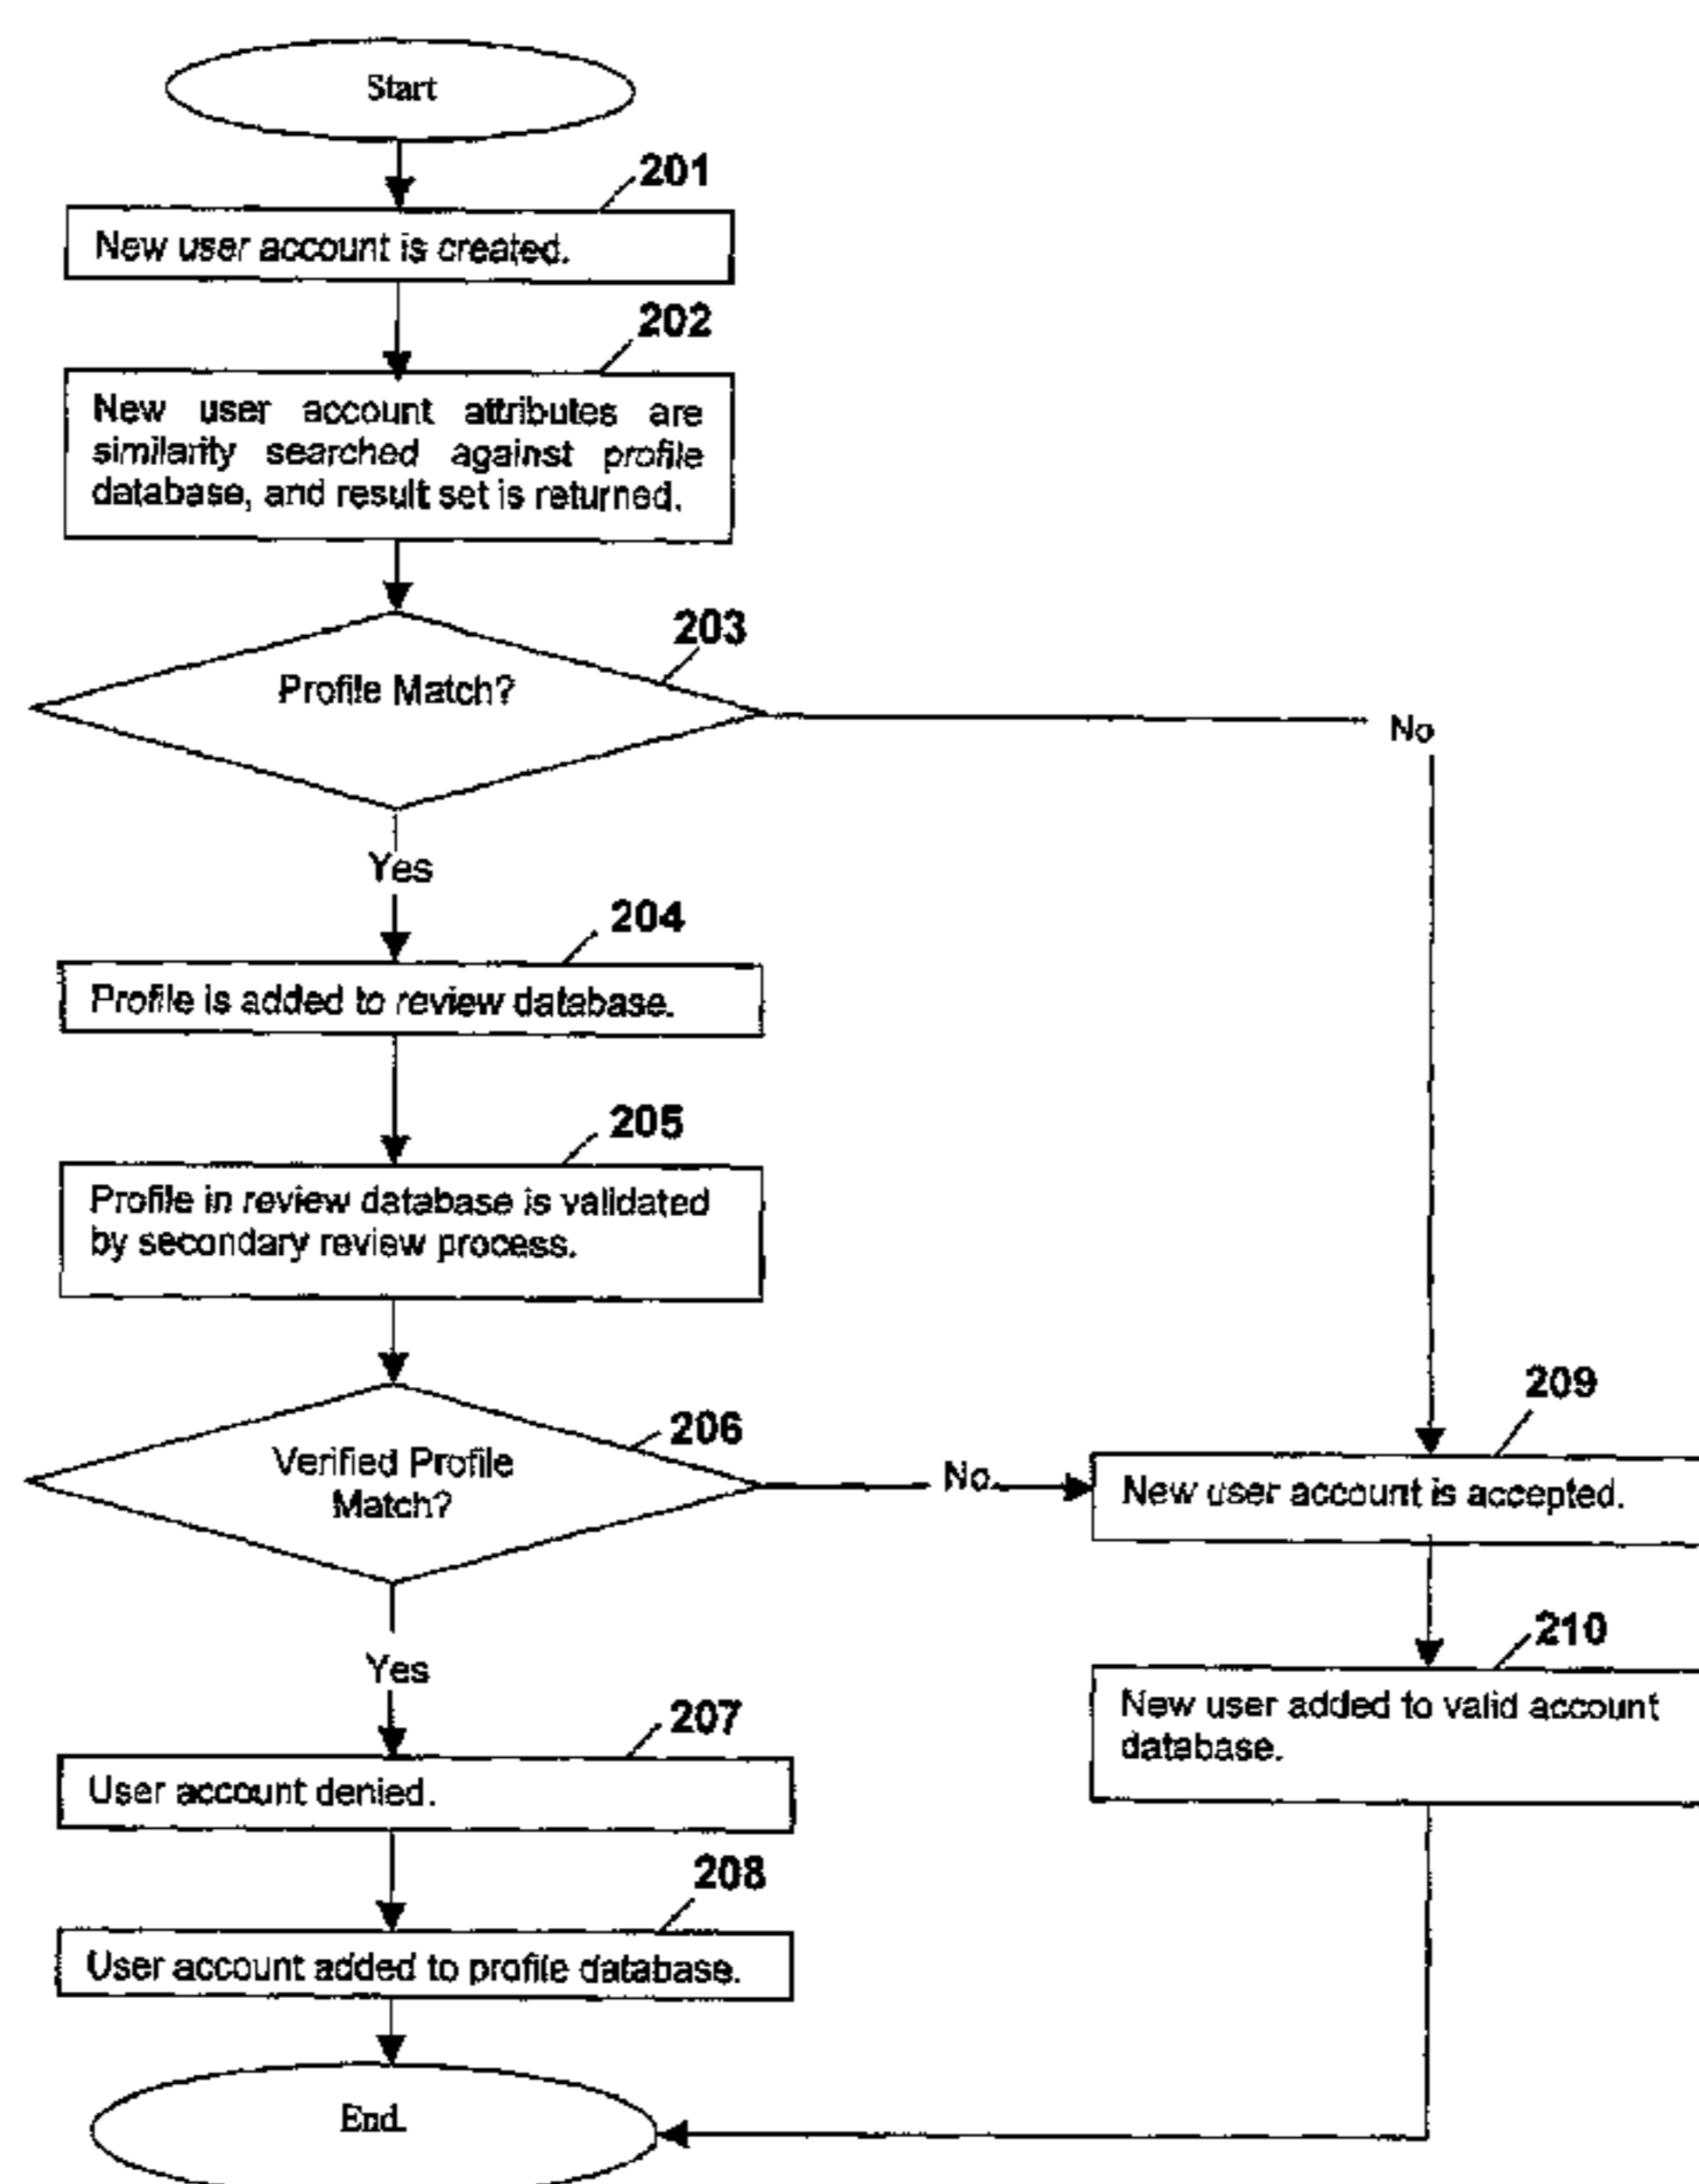 Start
201
New user account is created.
202
New user account attributes are
similarity searched against profile
database, and result set is returned.
203
Profile Match?
No
Yes
204
Profile is added to review database.
205
Profile in review database is validated
by secondary review process.
206
Verified Profile
Match?
No
209
New user account is accepted.
Yes
210
New user added to valid account
database.
207
User account denied.
208
User account added to profile database.
End.